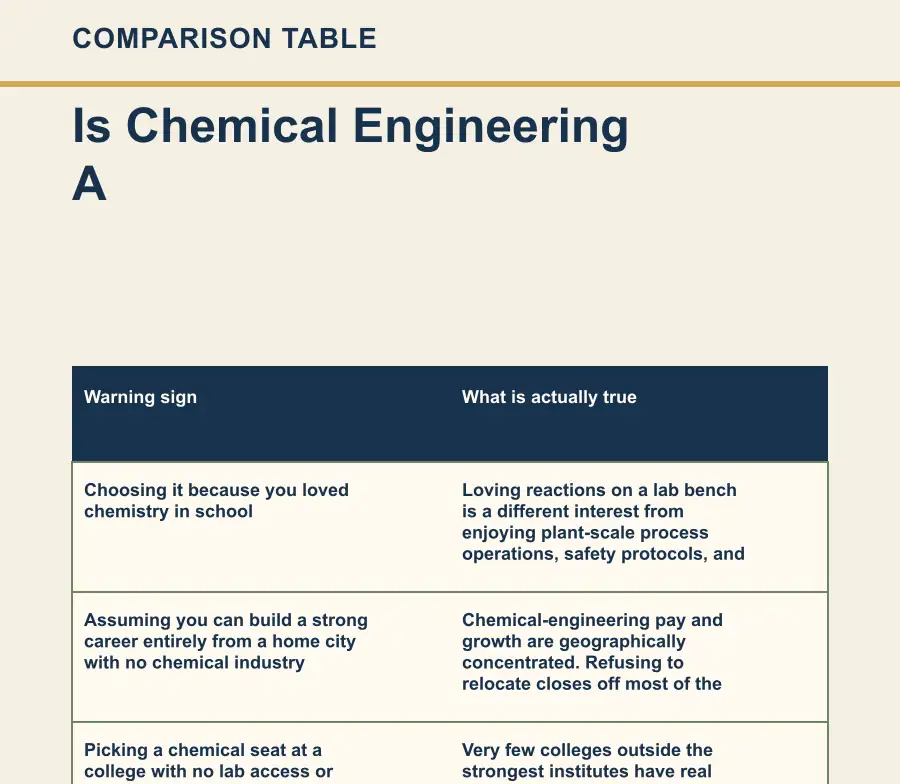 COMPARISON TABLE
Is Chemical Engineering
A
Warning sign
What is actually true
Choosing it because you loved
chemistry in school
Loving reactions on a lab bench
is a different interest from
enjoying plant-scale process
operations, safety protocols, and
Assuming you can build a strong
career entirely from a home city
with no chemical industry
Chemical-engineering pay and
growth are geographically
concentrated. Refusing to
relocate closes off most of the
Picking a chemical seat at a
college with no lab access or
Very few colleges outside the
strongest institutes have real